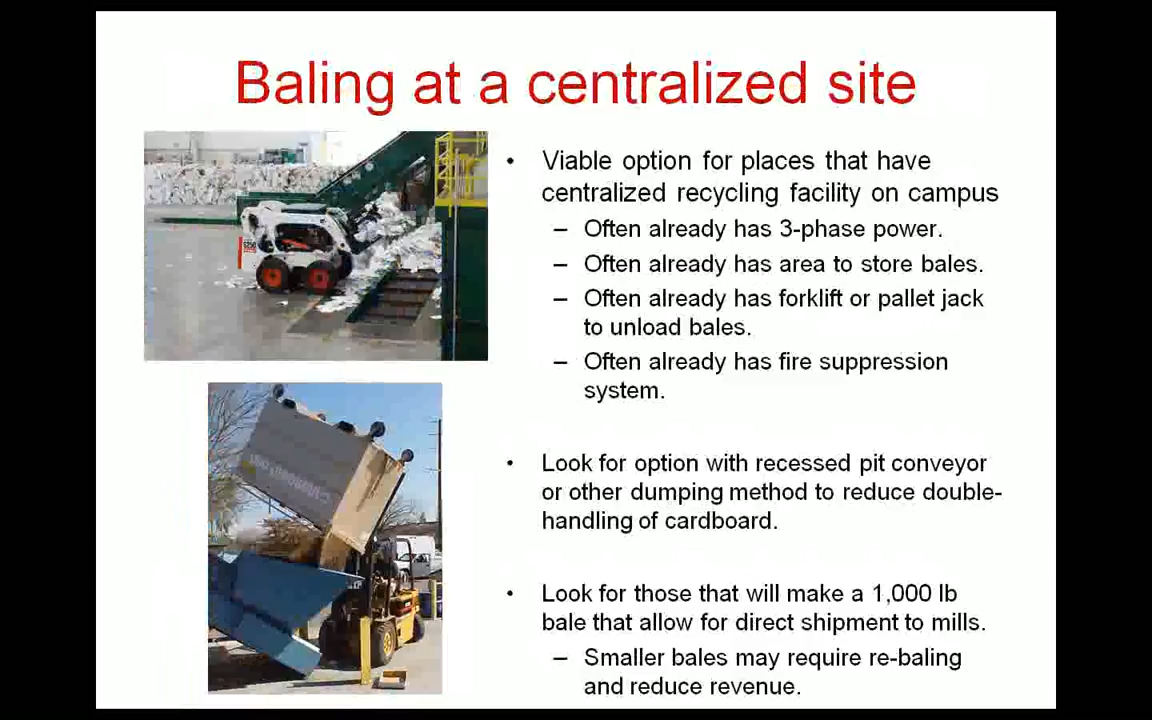 Baling at a centralized site
• Viable option for places that have
centralized recycling facility on campus
– Often already has 3-phase power.
– Often already has area to store bales.
– Often already has forklift or pallet jack
to unload bales.
– Often already has fire suppression
system.
• Look for option with recessed pit conveyor
or other dumping method to reduce double-
handling of cardboard.
• Look for those that will make a 1,000 lb
bale that allow for direct shipment to mills.
– Smaller bales may require re-baling
and reduce revenue.